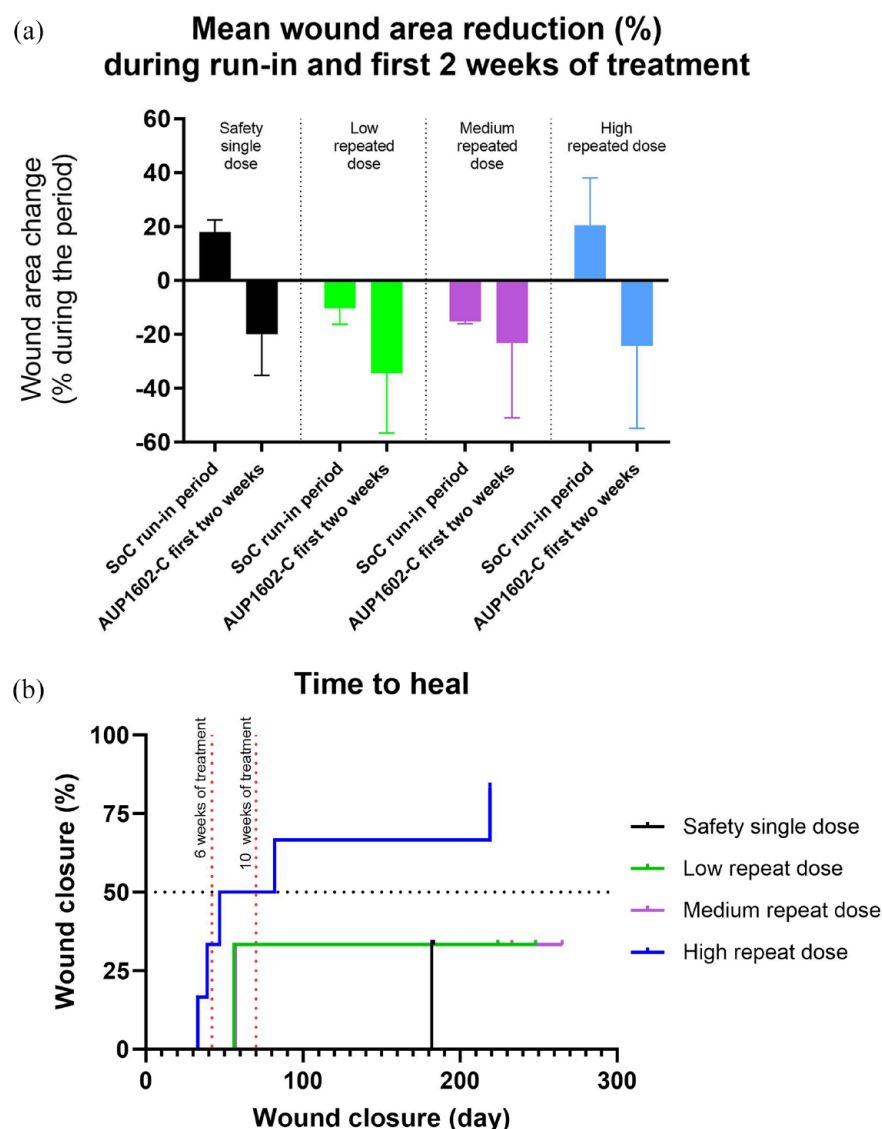 (a)
Mean wound area reduction (%)
during run-in and first 2 weeks of treatment
Wound area change
(% during the period)
60
40
20
0
-20
-40
-60
Safety
single
dose
Low
repeated
dose
Medium
repeated
dose
High
repeated dose
SoC run-in period
AUP1602-C first two weeks
SoC run-in period
AUP1602-C first two weeks
SoC run-in period
AUP1602-C first two weeks
SoC run-in period
AUP1602-C first two weeks
(b)
Time to heal
Wound closure (%)
100
75
50
25
0
6 weeks of treatment
10 weeks of treatment
0
100
200
300
Wound closure (day)
Safety single dose
Low repeat dose
Medium repeat dose
High repeat dose